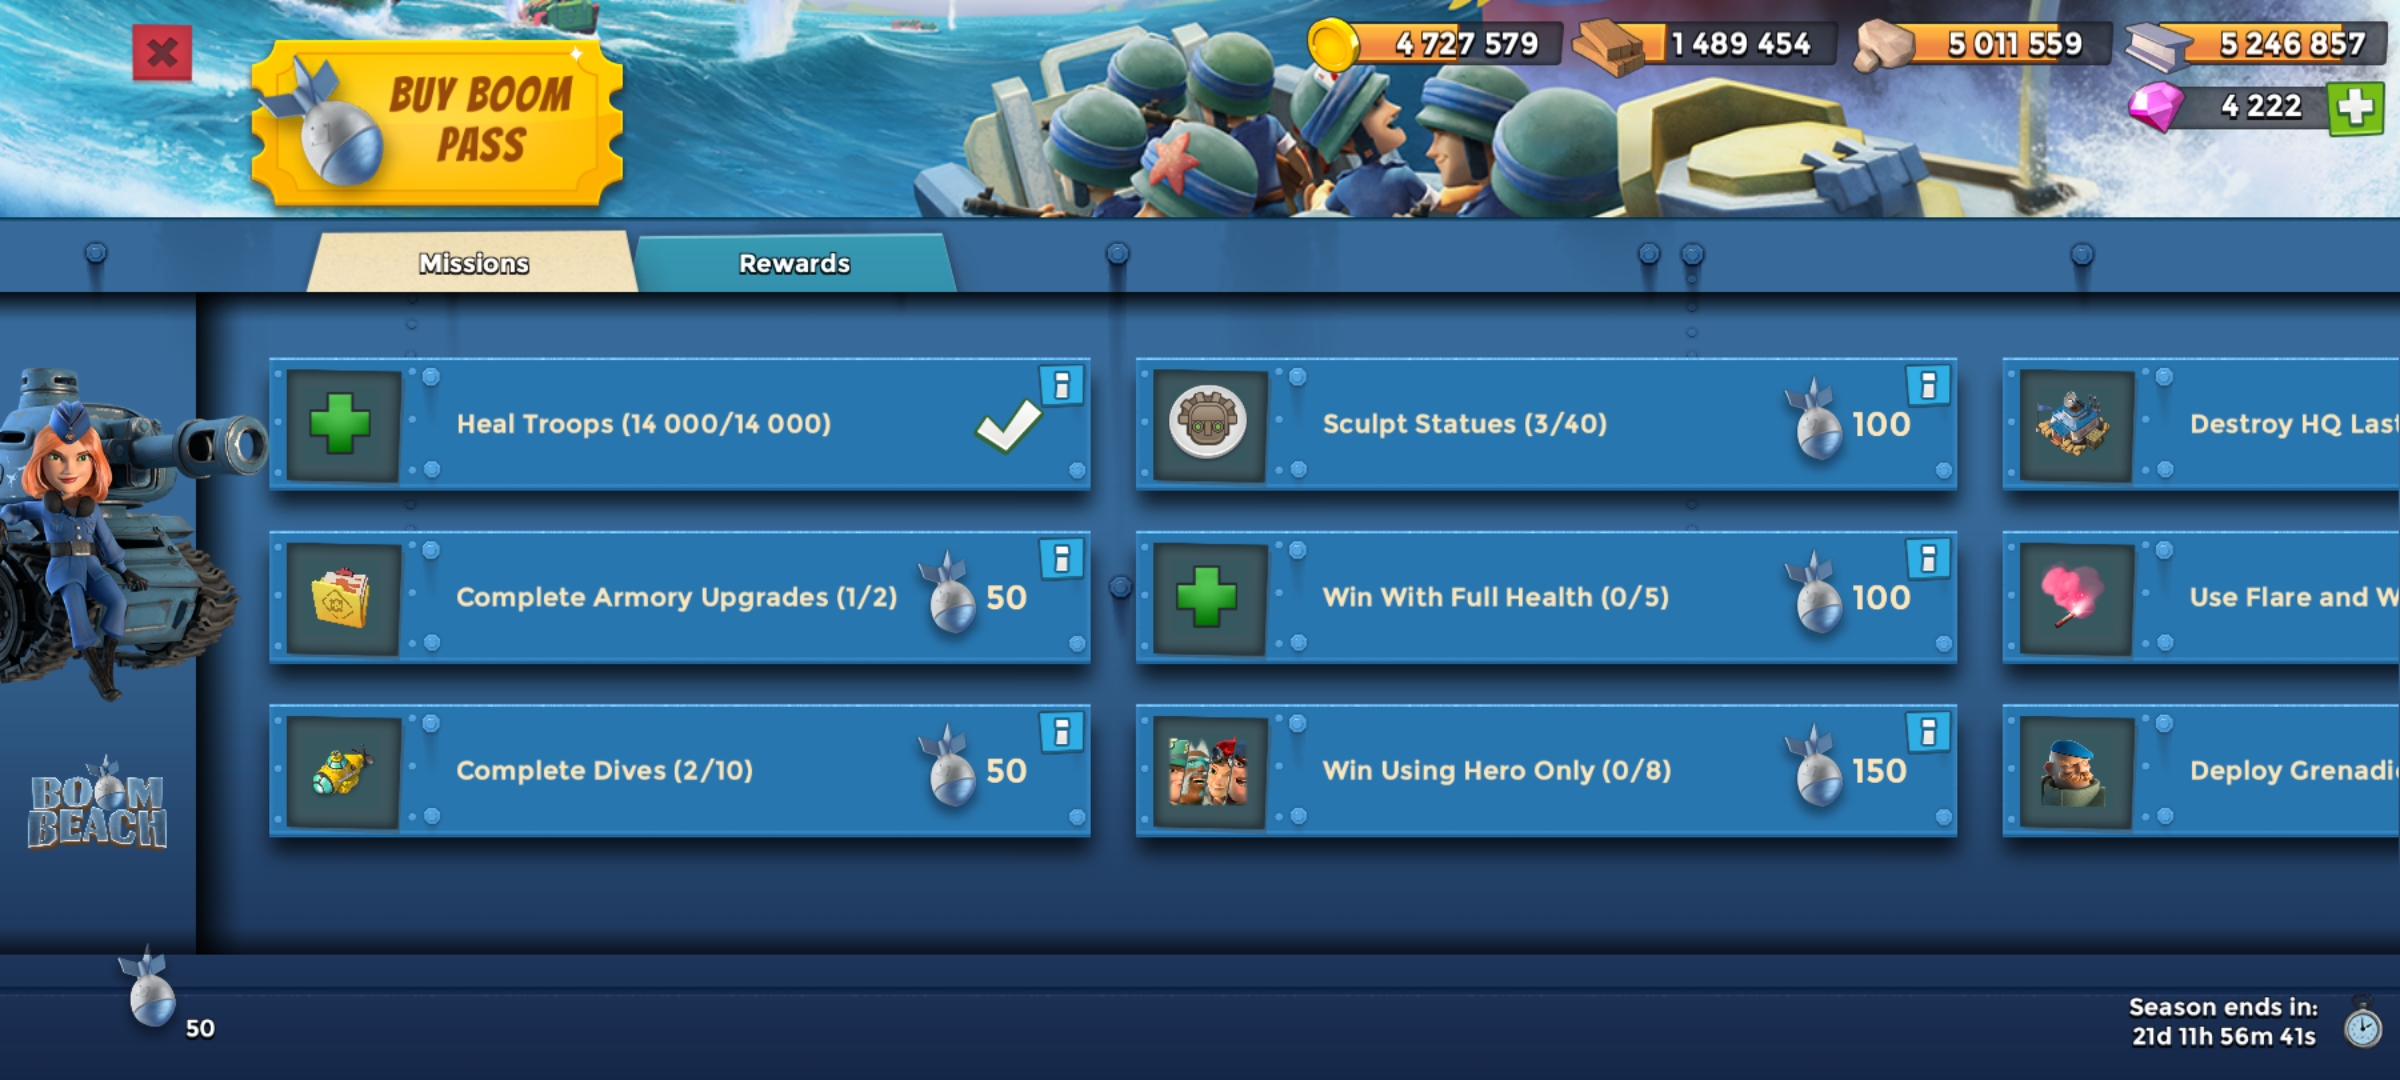 BUY BOOM
PASS
4 727 579
1 489 454
5 011 559
5 246 857
4 222
Missions
Rewards
Heal Troops (14 000/14 000)
Sculpt Statues (3/40)
100
Destroy HQ Last
Complete Armory Upgrades (1/2)
50
Win With Full Health (0/5)
100
Use Flare and W
Complete Dives (2/10)
50
Win Using Hero Only (0/8)
150
Deploy Grenadi
BOOM
BEACH
50
Season ends in:
21d 11h 56m 41s